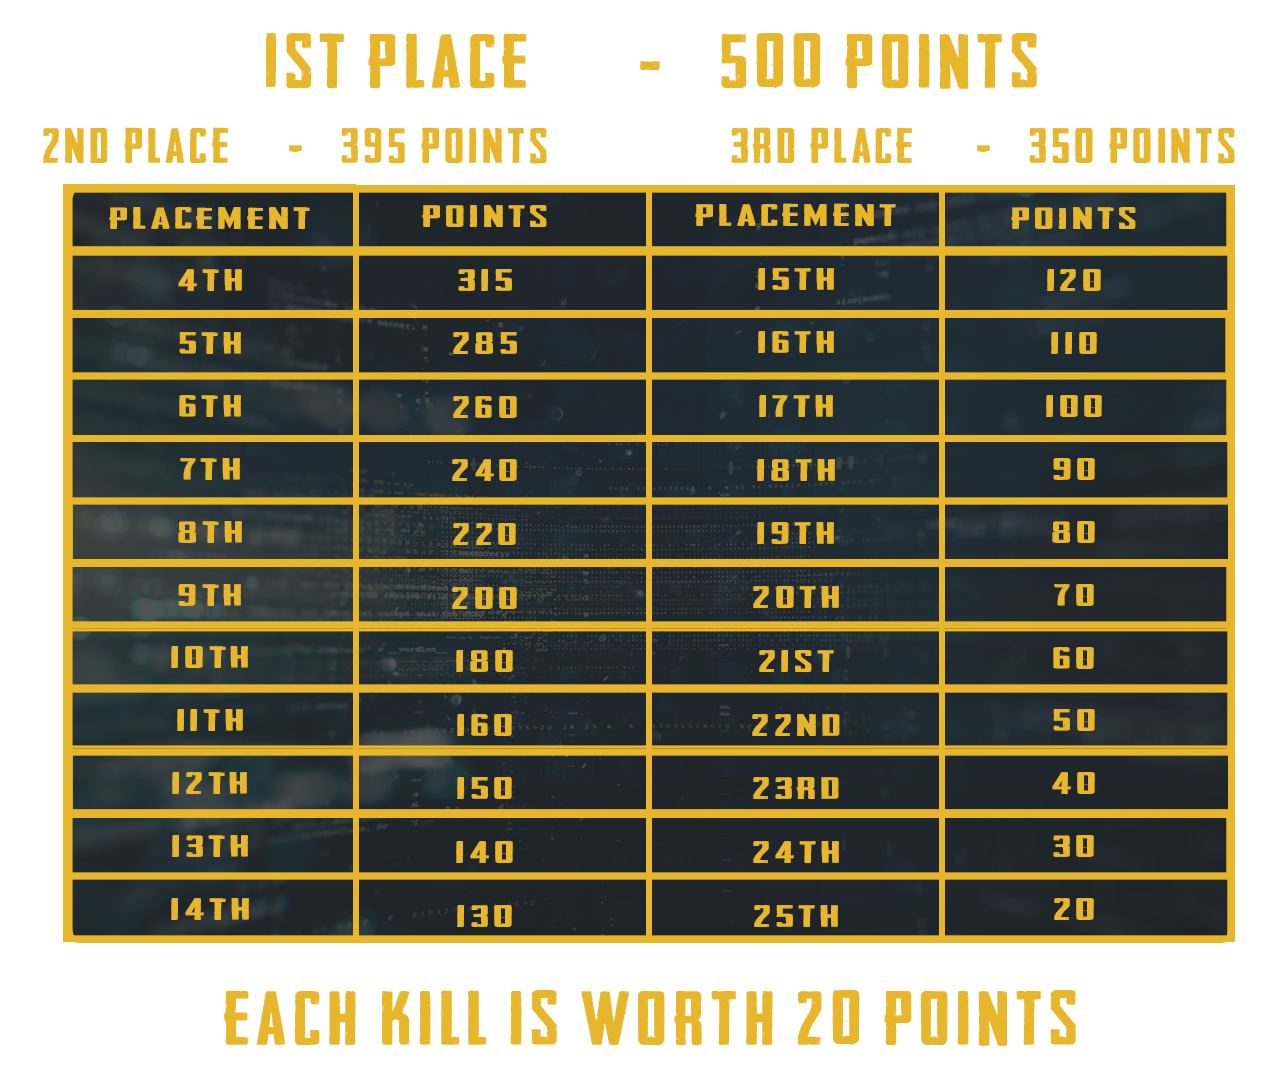 1ST PLACE - 500 POINTS
2ND PLACE - 395 POINTS 3RD PLACE - 350 POINTS
PLACEMENT POINTS PLACEMENT POINTS
4TH 315 15TH 120
5TH 285 16TH 110
6TH 260 17TH 100
7TH 240 18TH 90
8TH 220 19TH 80
9TH 200 20TH 70
10TH 180 21ST 60
11TH 160 22ND 50
12TH 150 23RD 40
13TH 140 24TH 30
14TH 130 25TH 20
EACH KILL IS WORTH 20 POINTS